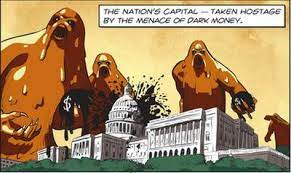 THE NATION'S CAPITAL — TAKEN HOSTAGE
BY THE MENACE OF DARK MONEY.
$